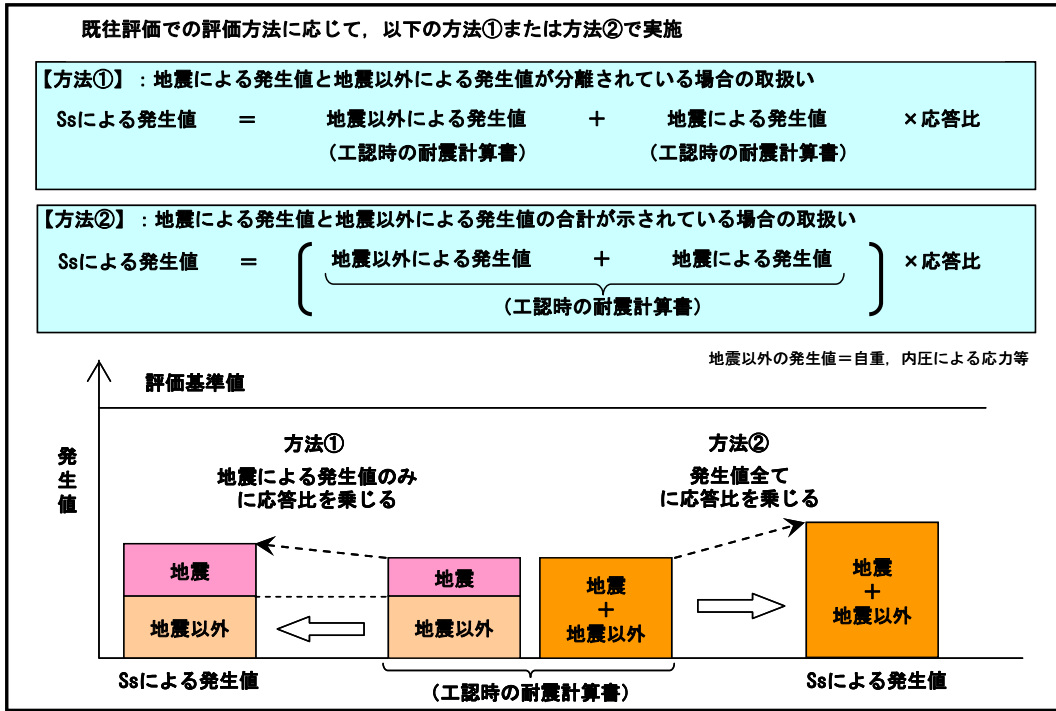 既往評価での評価方法に応じて，以下の方法①または方法②で実施
【方法①】：地震による発生値と地震以外による発生値が分離されている場合の取扱い
Ssによる発生値 ＝ 地震以外による発生値 ＋ 地震による発生値 ×応答比
（工認時の耐震計算書） （工認時の耐震計算書）
【方法②】：地震による発生値と地震以外による発生値の合計が示されている場合の取扱い
Ssによる発生値 ＝ （ 地震以外による発生値 ＋ 地震による発生値 ） ×応答比
（工認時の耐震計算書）
地震以外の発生値＝自重，内圧による応力等
評価基準値
発生値
方法①
地震による発生値のみ
に応答比を乗じる
方法②
発生値全て
に応答比を乗じる
地震
地震以外
地震
地震以外
地震
＋
地震以外
地震
＋
地震以外
Ssによる発生値
（工認時の耐震計算書）
Ssによる発生値